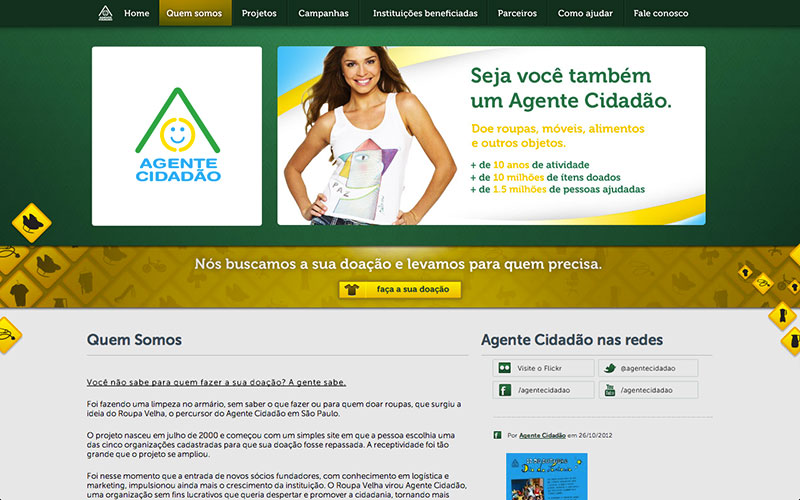 Home Quem somos Projetos Campanhas Instituições beneficiadas Parceiros Como ajudar Fale conosco
AGENTE
CIDADÃO
Seja você também
um Agente Cidadão.
Doe roupas, móveis, alimentos
e outros objetos.
+ de 10 anos de atividade
+ de 10 milhões de ítens doados
+ de 1.5 milhões de pessoas ajudadas
PAZ
Nós buscamos a sua doação e levamos para quem precisa.
faça a sua doação
Quem Somos
Você não sabe para quem fazer a sua doação? A gente sabe.
Foi fazendo uma limpeza no armário, sem saber o que fazer ou para quem doar roupas, que surgiu a
ideia do Roupa Velha, o percursor do Agente Cidadão em São Paulo.
O projeto nasceu em julho de 2000 e começou com um simples site em que a pessoa escolhia uma
das cinco organizações cadastradas para que sua doação fosse repassada. A receptividade foi tão
grande que o projeto se ampliou.
Foi nesse momento que a entrada de novos sócios fundadores, com conhecimento em logística e
marketing, impulsionou ainda mais o crescimento da instituição. O Roupa Velha virou Agente Cidadão,
uma organização sem fins lucrativos que queria despertar e promover a cidadania, tornando mais
Agente Cidadão nas redes
Visite o Flickr
@agentecidadao
/agentecidadao
You Tube /agentecidadao
Por Agente Cidadão em 26/10/2012